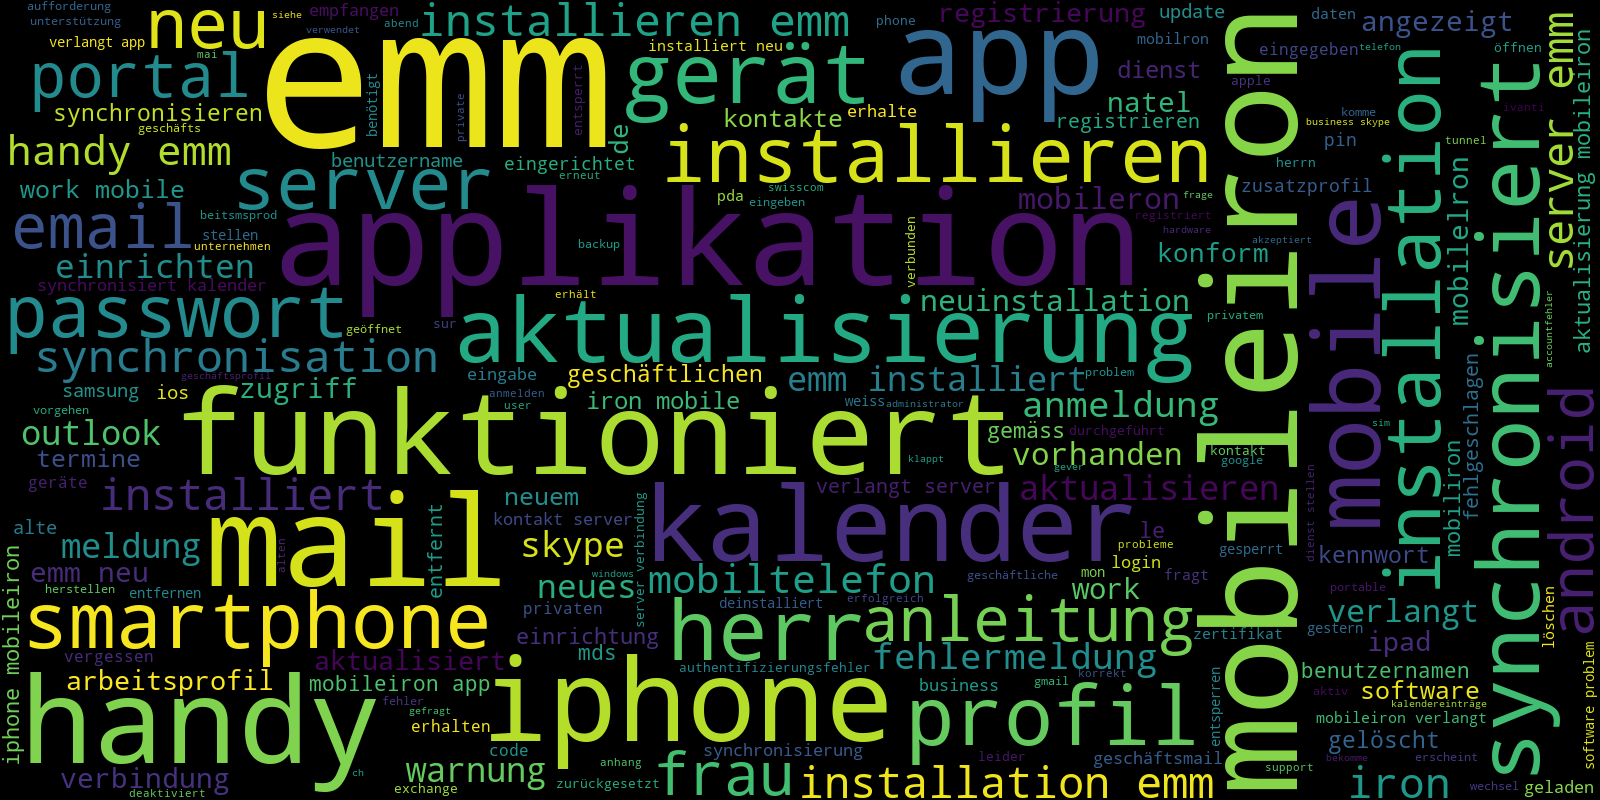 aufforderung
unterstützung
verlangt app
neu
siehe
empfangen
abend
verwendet
installieren emm
phone
registrierung
update
daten
angezeigt
mobilron
mai
portal
emm
installiert neu
gerät
app
dienst
eingegeben
telefon
öffnen
apple
synchronisieren
benötigt
private
entsperrt
kontakte
erhalte
natel
registrieren
business skype
komme
ivanti
geschäfts
handy emm
benutzername
eingerichtet
erneut
de
installieren
pin
tunnel
herrn
work mobile
server
swisscom
pda
eingeben
mobileron
frage
zusatzprofil
email
beitsmsprod
stellen
unternehmen
applikation
backup
verbunden
registriert
hardware
akzeptiert
konform
einrichten
synchronisiert kalender
erhält
neuinstallation
privatem
passwort
geöffnet
sur
aktualisierung
synchronisation
geschäftsprofil
eingabe
geschäftlichen
emm installiert
problem
samsung
ios
zugriff
anmelden
user
iron mobile
weiss
administrator
anmeldung
vorgehen
outlook
funktioniert
gemäss
durchgeführt
vorhanden
kontakt
sim
termine
klappt
gever
google
geräte
installiert
neuem
verlangt server
aktualisieren
alte
mail
kontakt server
kalender
le
meldung
alten
entfernt
skype
server verbindung
probleme
gesperrt
dienst stellen
kennwort
emm neu
windows
neues
mobiltelefon
geschäftliche
mon
login
fragt
herstellen
entfernen
work
portable
smartphone
privaten
deinstalliert
erfolgreich
herr
anleitung
verlangt
einrichtung
zertifikat
gestern
ipad
vergessen
aktualisiert
mds
authentifizierungsfehler
fehlermeldung
korrekt
benutzernamen
arbeitsprofil
mobileiron app
business
gmail
entsperren
aktiv
software
kalendereinträge
handy
fehler
gefragt
erhalten
iphone
profil
mobileiron verlangt
gelöscht
code
synchronisierung
leider
geschäftsmail
bekomme
erscheint
verbindung
ch
warnung
anhang
support
deaktiviert
exchange
zurückgesetzt
frau
installation emm
iron
wechsel
geladen
iphone mobileiron
mobileiron
mobile
installation
mobilelron
fehlgeschlagen
mobiliron
synchronisiert
server emm
aktualisierung mobileiron
accountfehler
android
löschen
software problem